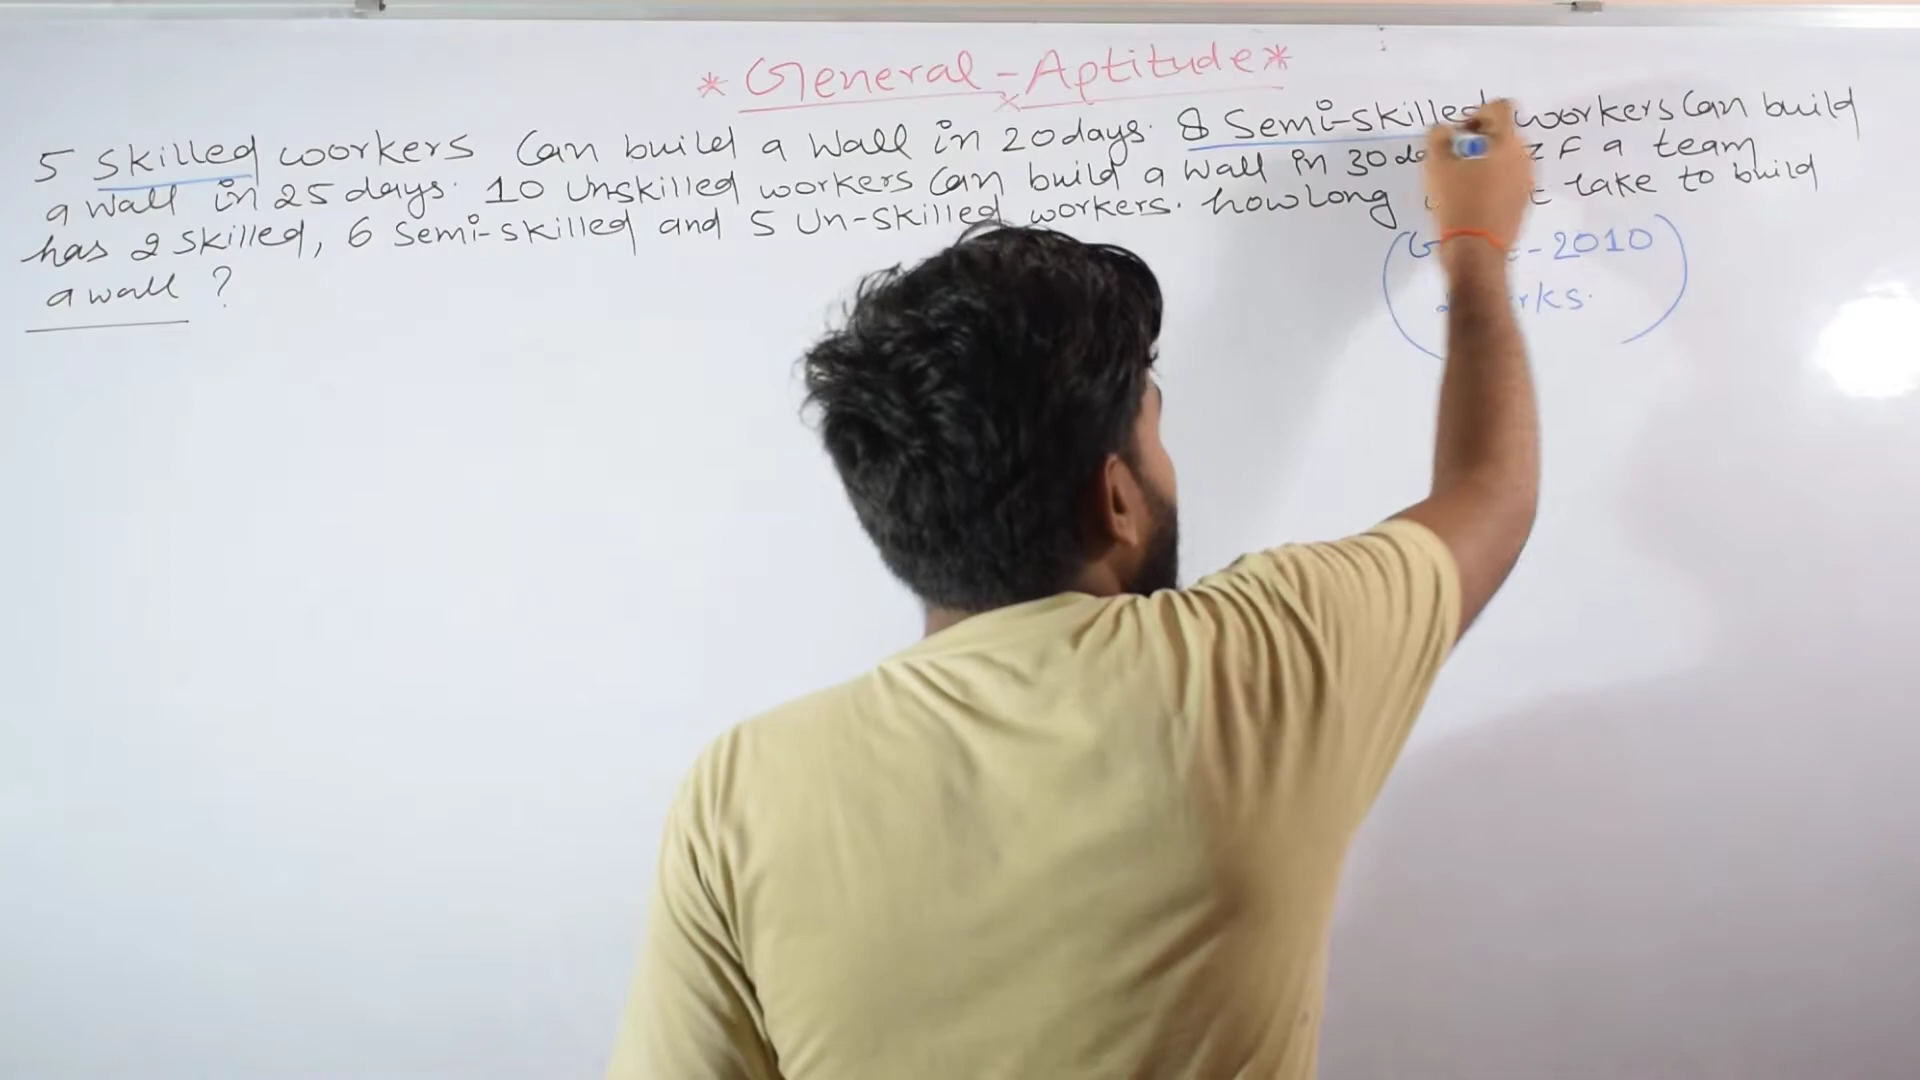 * General-Aptitude *
5 Skilled workers Can build a wall in 20days. 8 Semi-skilled workers Can build
a wall in 25 days. 10 Unskilled workers Can build a wall in 30 If a team
has 2 Skilled, 6 Semi-skilled and 5 Un-skilled workers. how long take to build
a wall ?
-2010